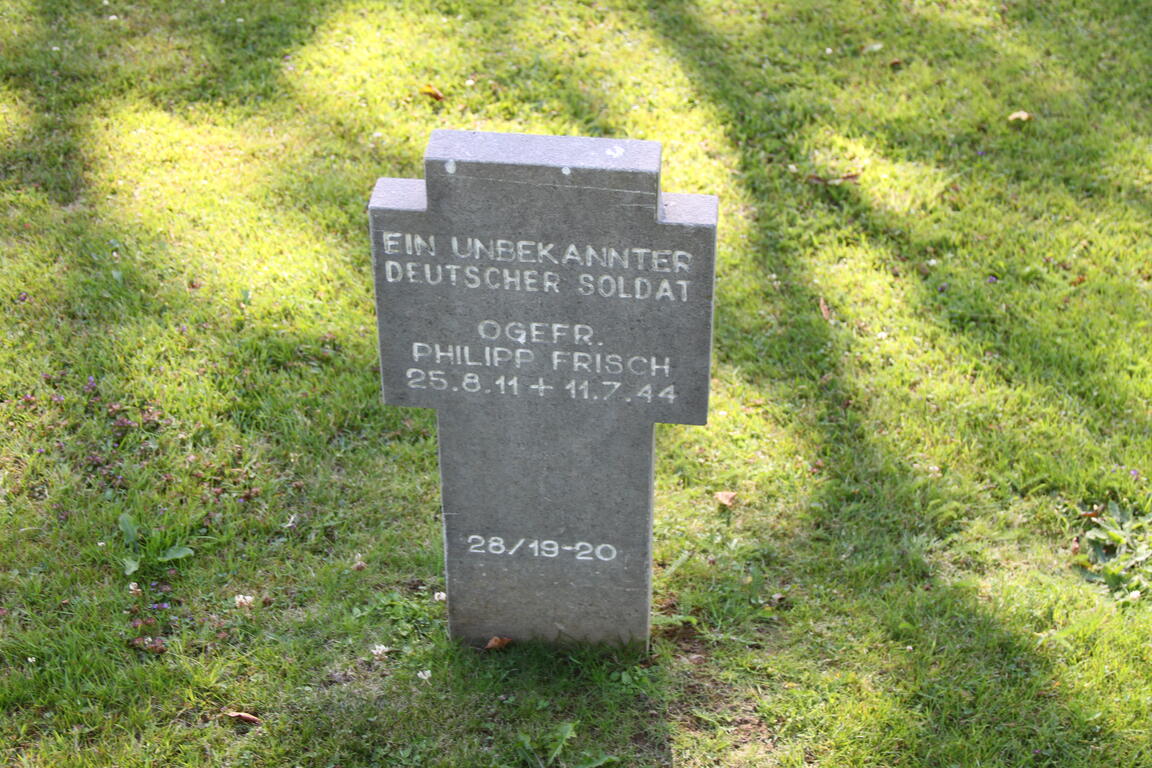 EIN UNBEKANNTER
DEUTSCHER SOLDAT
OGEFR.
PHILIPP FRISCH
25.8.11 + 11.7.44
28/19-20